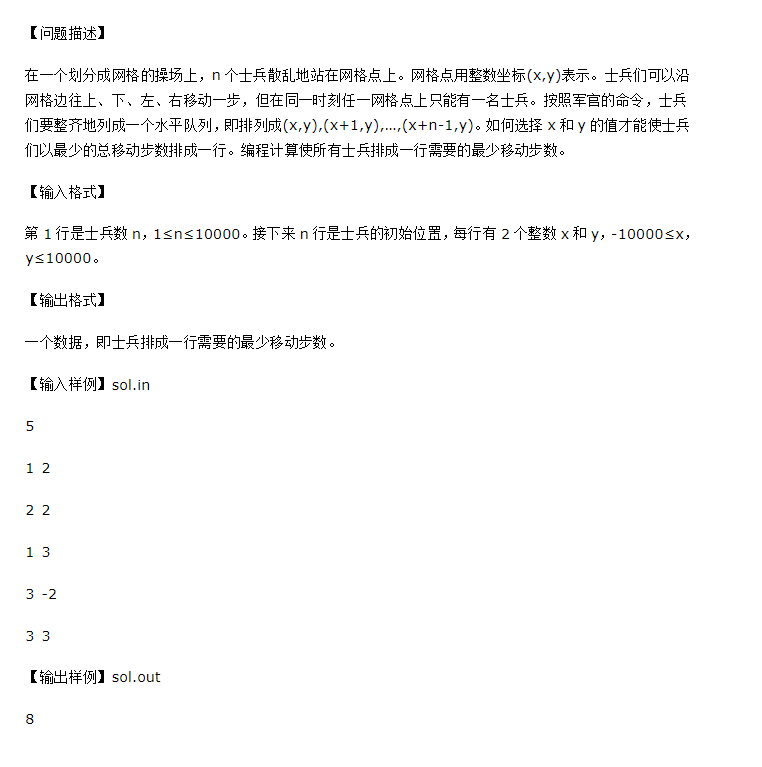 【问题描述】
在一个划分成网格的操场上，n 个士兵散乱地站在网格点上。网格点用整数坐标(x,y)表示。士兵们可以沿
网格边往上、下、左、右移动一步，但在同一时刻任一网格点上只能有一名士兵。按照军官的命令，士兵
们要整齐地列成一个水平队列，即排列成(x,y),(x+1,y),…,(x+n-1,y)。如何选择 x 和 y 的值才能使士兵
们以最少的总移动步数排成一行。编程计算使所有士兵排成一行需要的最少移动步数。
【输入格式】
第 1 行是士兵数 n，1≤n≤10000。接下来 n 行是士兵的初始位置，每行有 2 个整数 x 和 y，-10000≤x，
y≤10000。
【输出格式】
一个数据，即士兵排成一行需要的最少移动步数。
【输入样例】sol.in
5
1 2
2 2
1 3
3 -2
3 3
【输出样例】sol.out
8